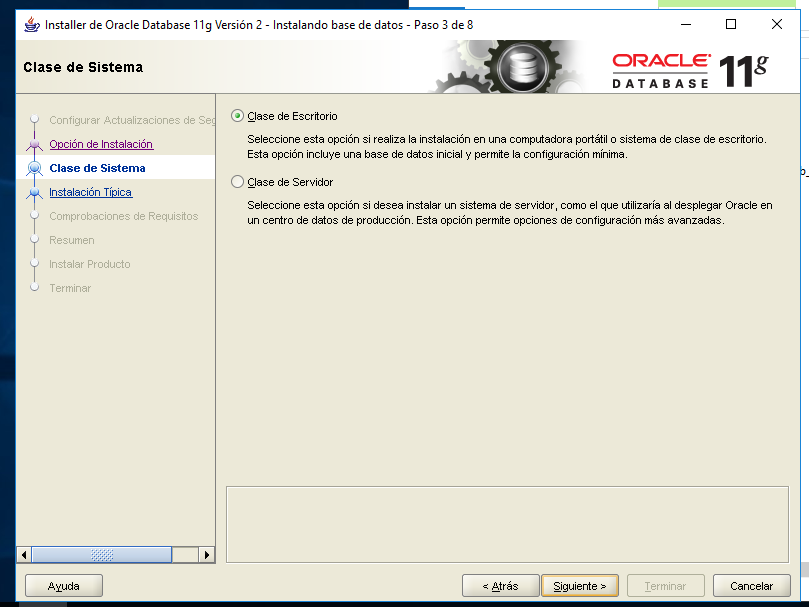 Installer de Oracle Database 11g Versión 2 - Instalando base de datos - Paso 3 de 8
Clase de Sistema
ORACLE
DATABASE
11g
Configurar Actualizaciones de Seg
Opción de Instalación
Clase de Sistema
Instalación Típica
Comprobaciones de Requisitos
Resumen
Instalar Producto
Terminar
Clase de Escritorio
Seleccione esta opción si realiza la instalación en una computadora portátil o sistema de clase de escritorio.
Esta opción incluye una base de datos inicial y permite la configuración mínima.
Clase de Servidor
Seleccione esta opción si desea instalar un sistema de servidor, como el que utilizaría al desplegar Oracle en
un centro de datos de producción. Esta opción permite opciones de configuración más avanzadas.
Ayuda
< Atrás
Siguiente >
Terminar
Cancelar